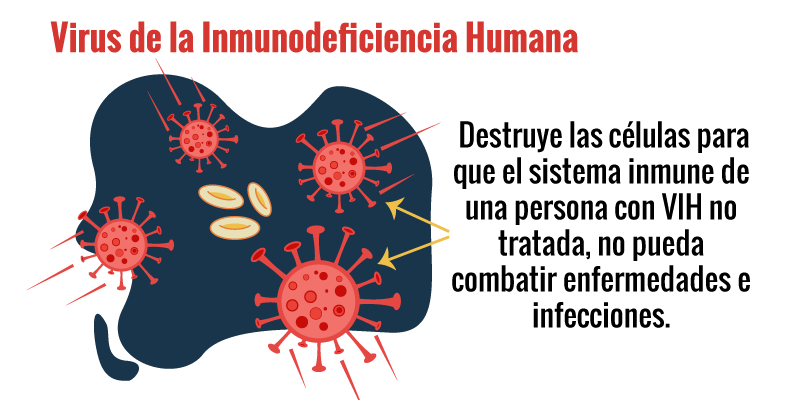 Virus de la Inmunodeficiencia Humana
Destruye las células para
que el sistema inmune de
una persona con VIH no
tratada, no pueda
combatir enfermedades e
infecciones.